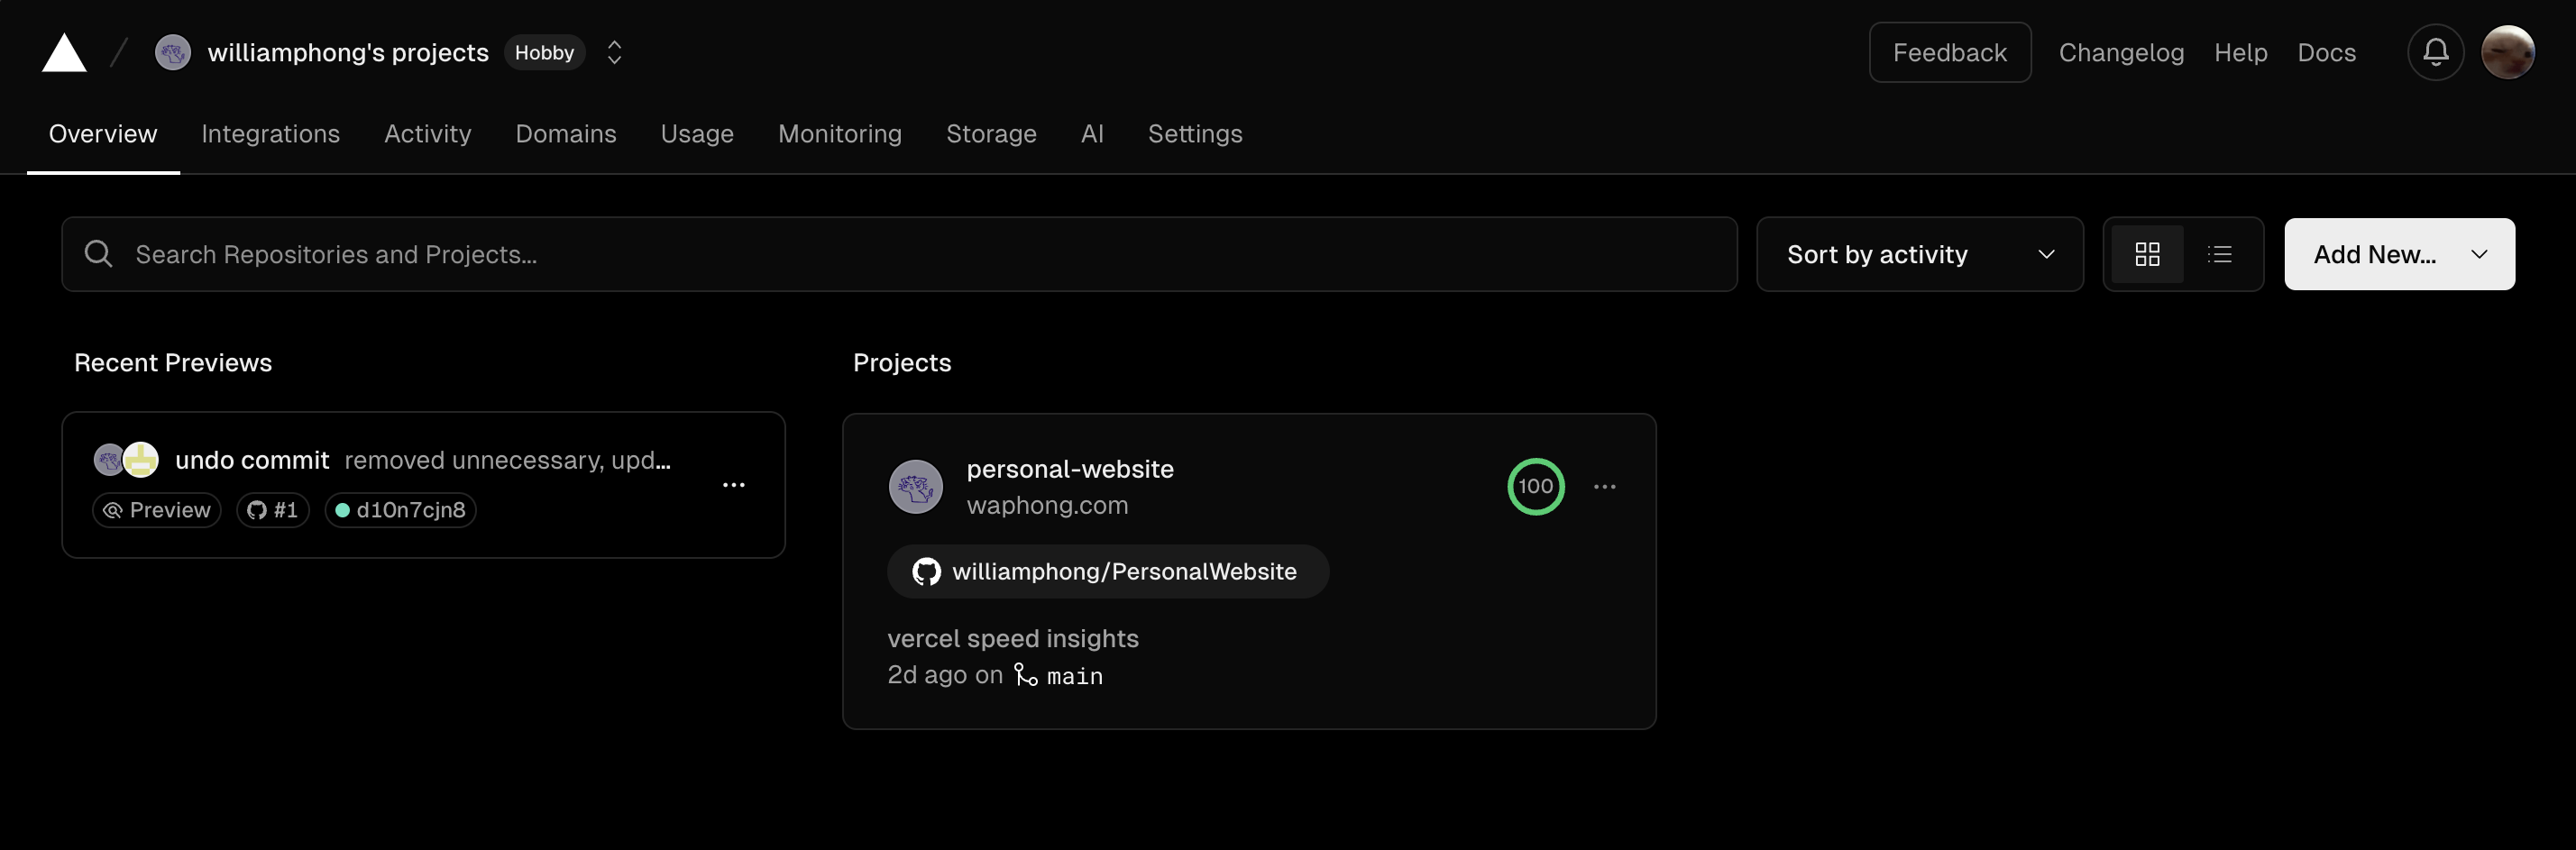 williamphong's projects Hobby
Feedback Changelog Help Docs
Overview Integrations Activity Domains Usage Monitoring Storage AI Settings
Search Repositories and Projects...
Sort by activity
Add New...
Recent Previews
undo commit removed unnecessary, upd...
Preview #1 d10n7cjn8
Projects
personal-website
waphong.com
100
williamphong/PersonalWebsite
vercel speed insights
2d ago on main